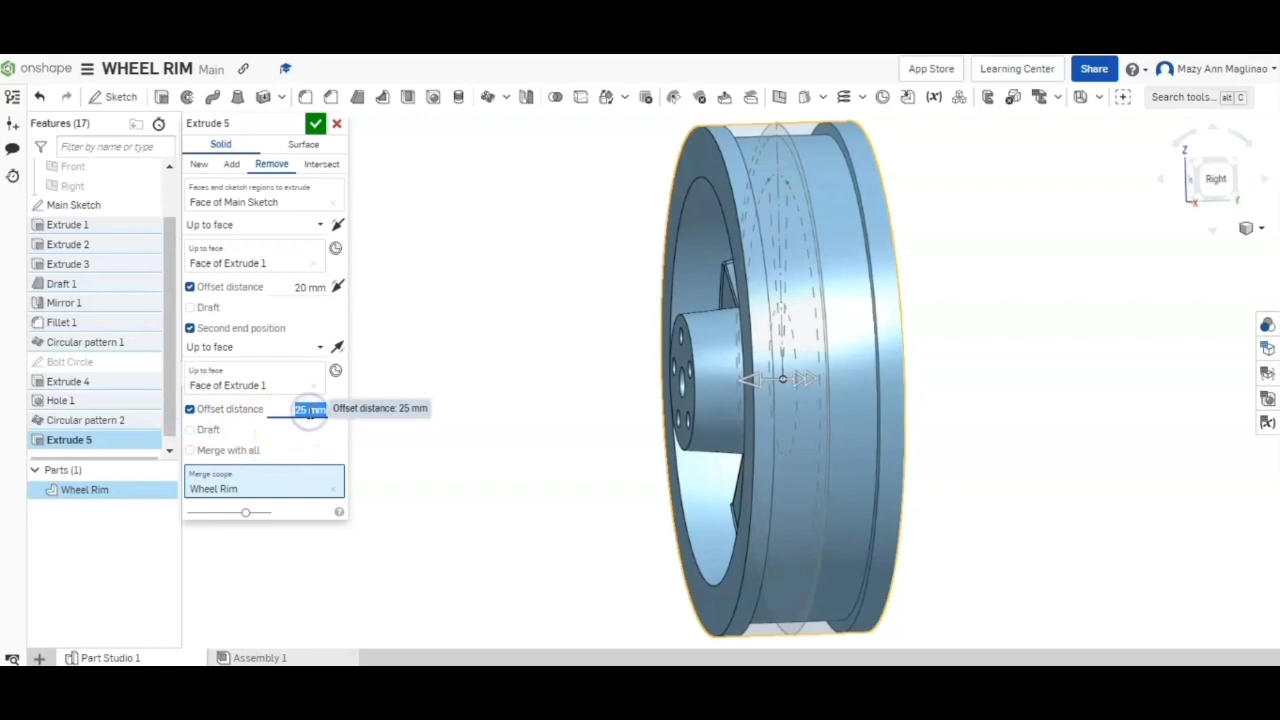 onshape WHEEL RIM Main App Store Learning Center Share Mazy Ann Maglinao
Sketch Search tools... alt C
Features (17)
Filter by name or type
Front
Right
Main Sketch
Extrude 1
Extrude 2
Extrude 3
Draft 1
Mirror 1
Fillet 1
Circular pattern 1
Bolt Circle
Extrude 4
Hole 1
Circular pattern 2
Extrude 5
Parts (1)
Wheel Rim
Extrude 5
Solid Surface
New Add Remove Intersect
Faces and sketch regions to extrude
Face of Main Sketch
Up to face
Up to face
Face of Extrude 1
Offset distance 20 mm
Draft
Second end position
Up to face
Up to face
Face of Extrude 1
Offset distance 25 mm
Offset distance: 25 mm
Draft
Merge with all
Merge scope
Wheel Rim
Z
Right
X
Y
Part Studio 1 Assembly 1